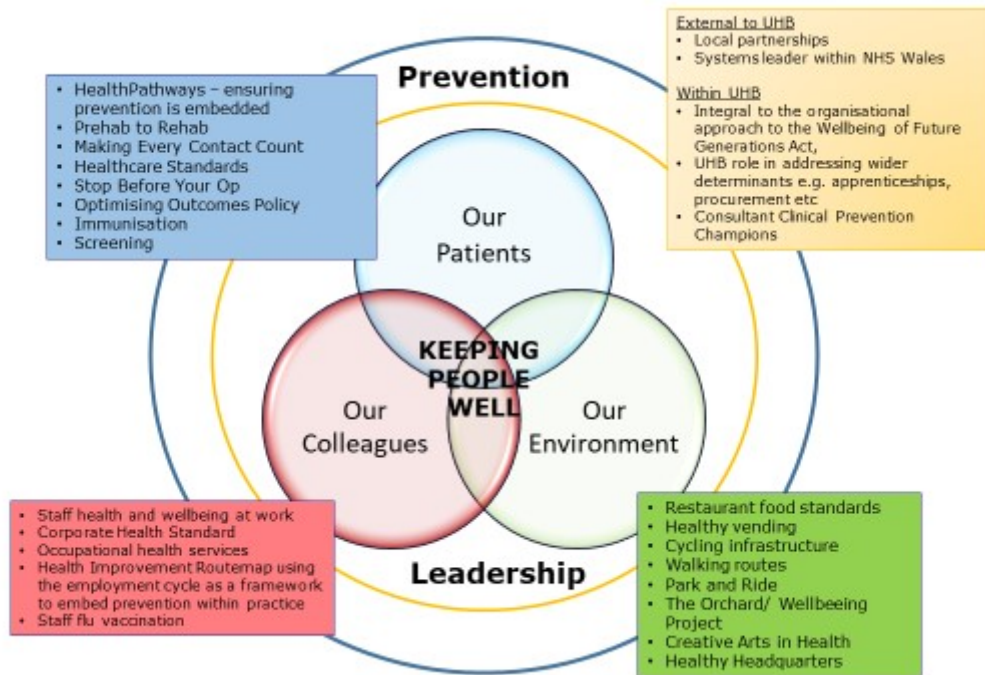 Prevention
• HealthPathways – ensuring
prevention is embedded
• Prehab to Rehab
• Making Every Contact Count
• Healthcare Standards
• Stop Before Your Op
• Optimising Outcomes Policy
• Immunisation
• Screening
External to UHB
• Local partnerships
• Systems leader within NHS Wales
Within UHB
• Integral to the organisational
approach to the Wellbeing of Future
Generations Act,
• UHB role in addressing wider
determinants e.g. apprenticeships,
procurement etc
• Consultant Clinical Prevention
Champions
Our
Patients
KEEPING
PEOPLE
WELL
Our
Colleagues
Our
Environment
• Staff health and wellbeing at work
• Corporate Health Standard
• Occupational health services
• Health Improvement Routemap using
the employment cycle as a framework
to embed prevention within practice
• Staff flu vaccination
Leadership
• Restaurant food standards
• Healthy vending
• Cycling infrastructure
• Walking routes
• Park and Ride
• The Orchard/ Wellbeeing
Project
• Creative Arts in Health
• Healthy Headquarters